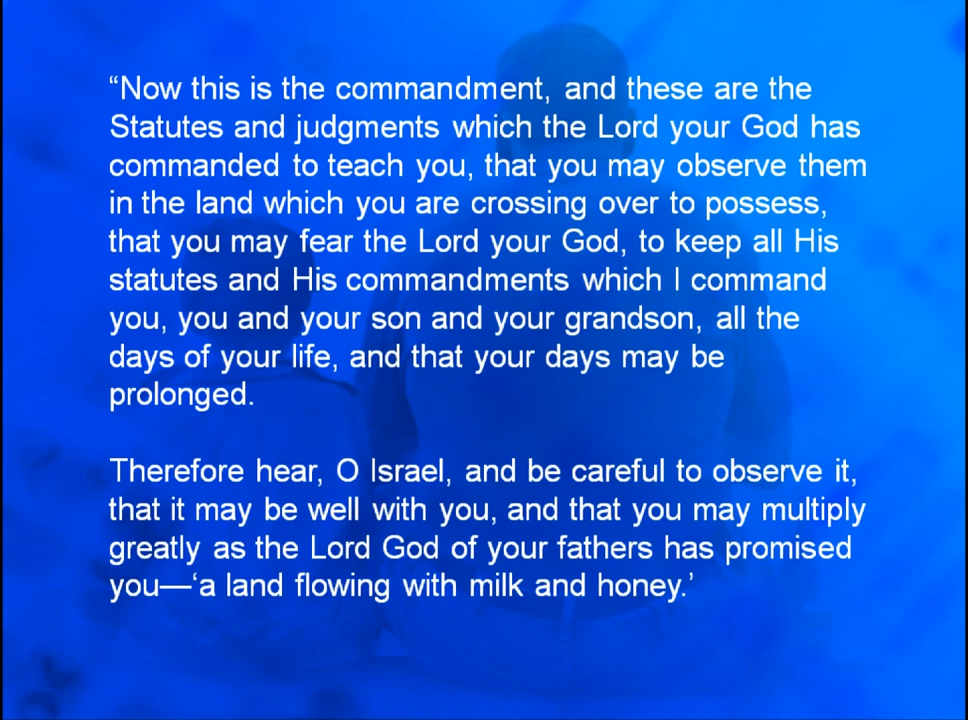 “Now this is the commandment, and these are the
Statutes and judgments which the Lord your God has
commanded to teach you, that you may observe them
in the land which you are crossing over to possess,
that you may fear the Lord your God, to keep all His
statutes and His commandments which I command
you, you and your son and your grandson, all the
days of your life, and that your days may be
prolonged.
Therefore hear, O Israel, and be careful to observe it,
that it may be well with you, and that you may multiply
greatly as the Lord God of your fathers has promised
you—‘a land flowing with milk and honey.’